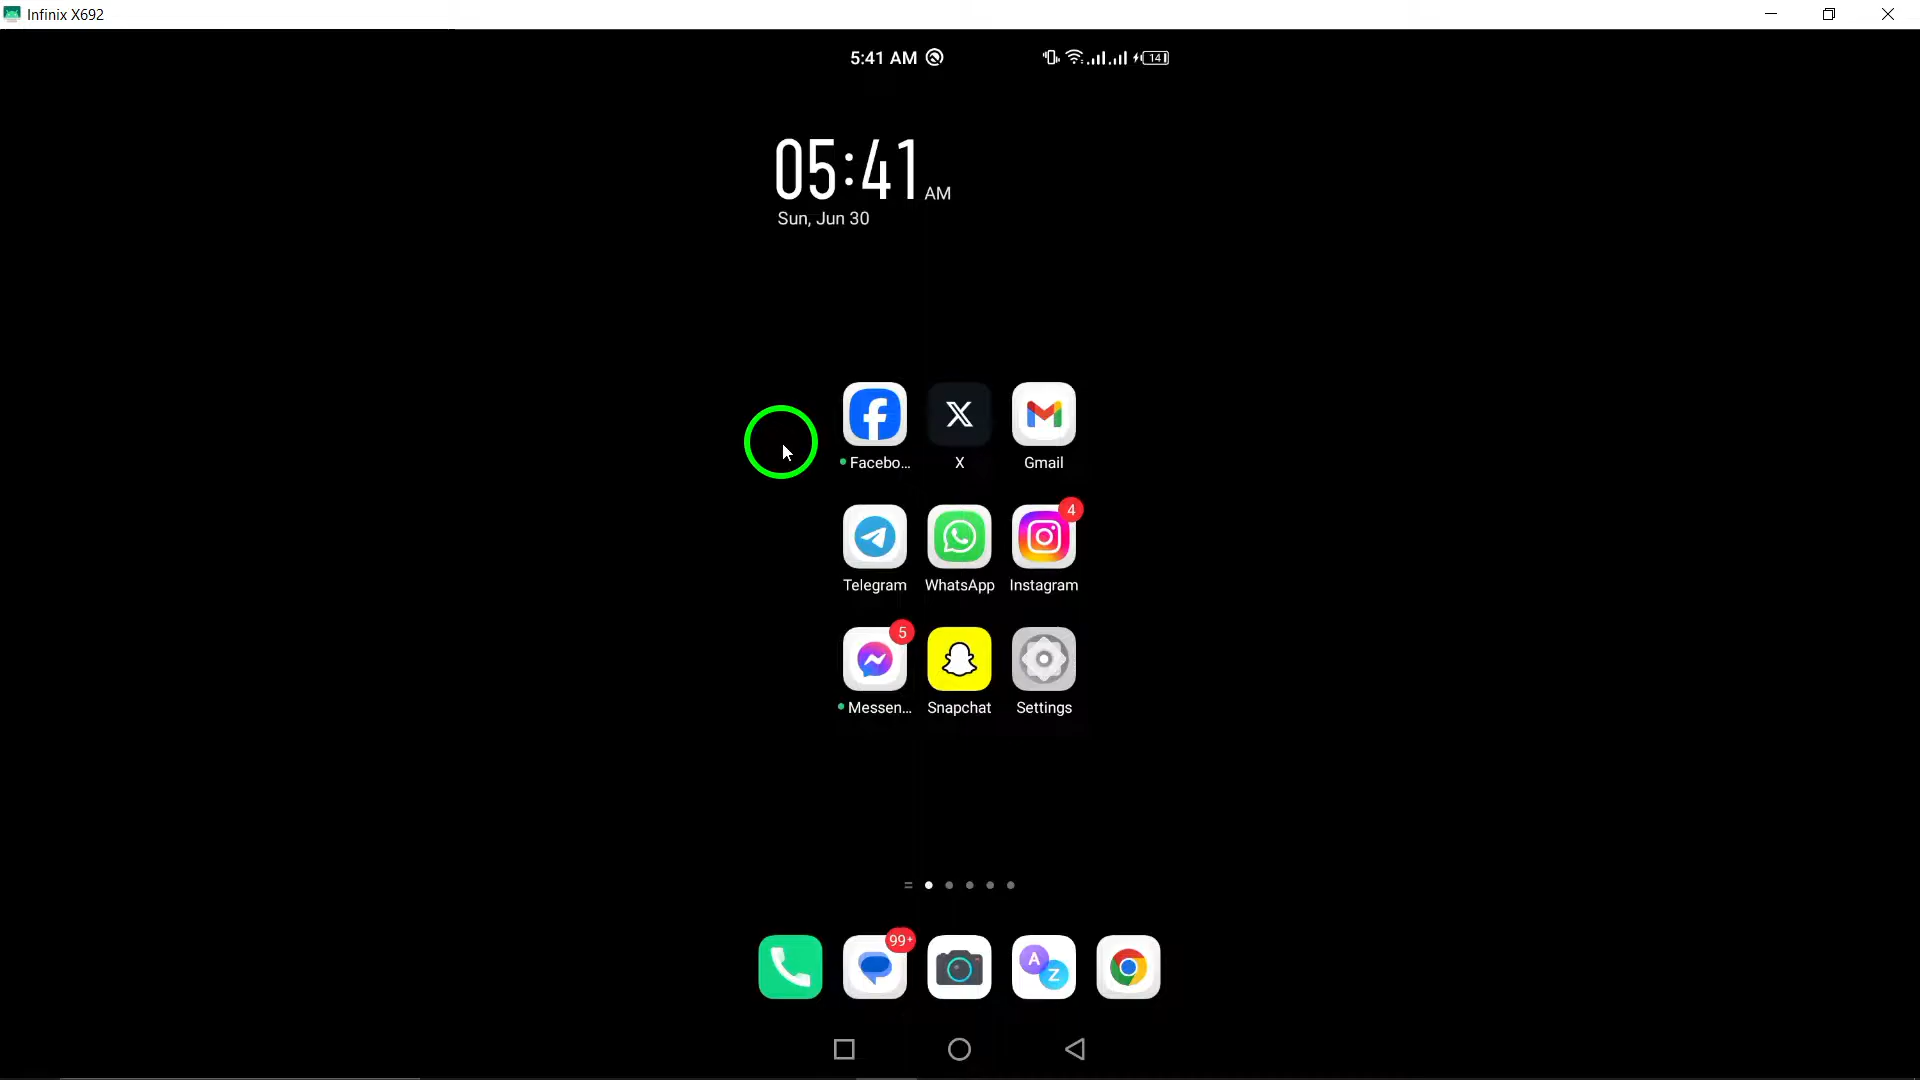 Infinix X692
5:41 AM
14
05:41 AM
Sun, Jun 30
Facebo...
X
Gmail
4
Telegram
WhatsApp
Instagram
5
Messen...
Snapchat
Settings
99+
A
Z